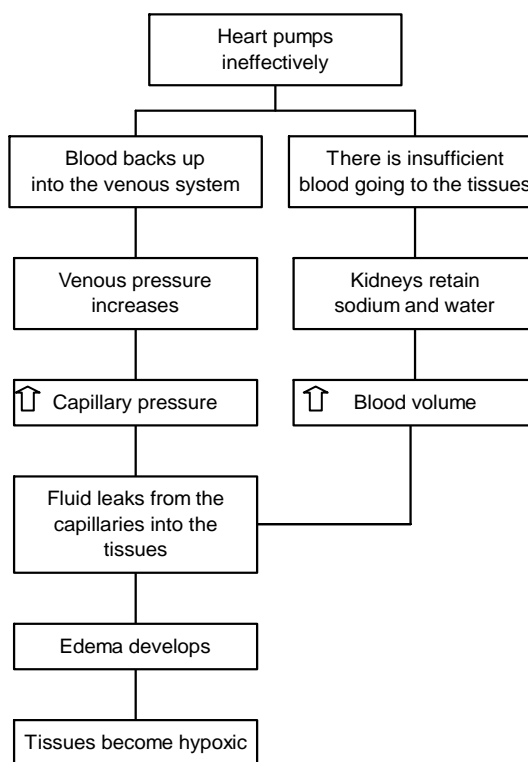 Heart pumps
ineffectively
Blood backs up
into the venous system
There is insufficient
blood going to the tissues
Venous pressure
increases
Kidneys retain
sodium and water
Capillary pressure
Blood volume
Fluid leaks from the
capillaries into the
tissues
Edema develops
Tissues become hypoxic